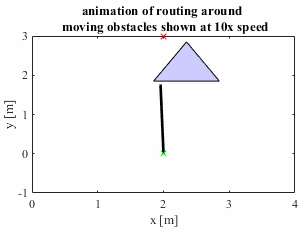 animation of routing around
moving obstacles shown at 10x speed
y [m]
3
2
1
0
-1
0
1
2
3
4
x [m]